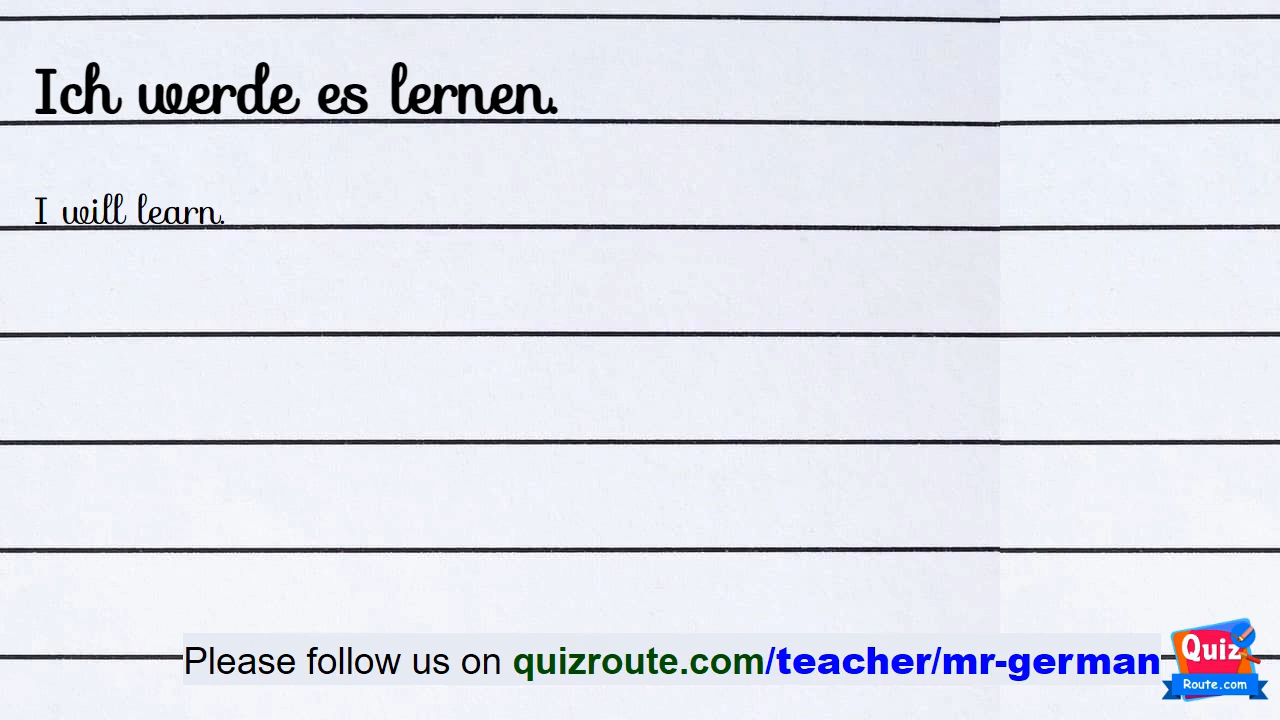 Ich werde es lernen.
I will learn.
Please follow us on quizroute.com/teacher/mr-german
Quiz
Route.com